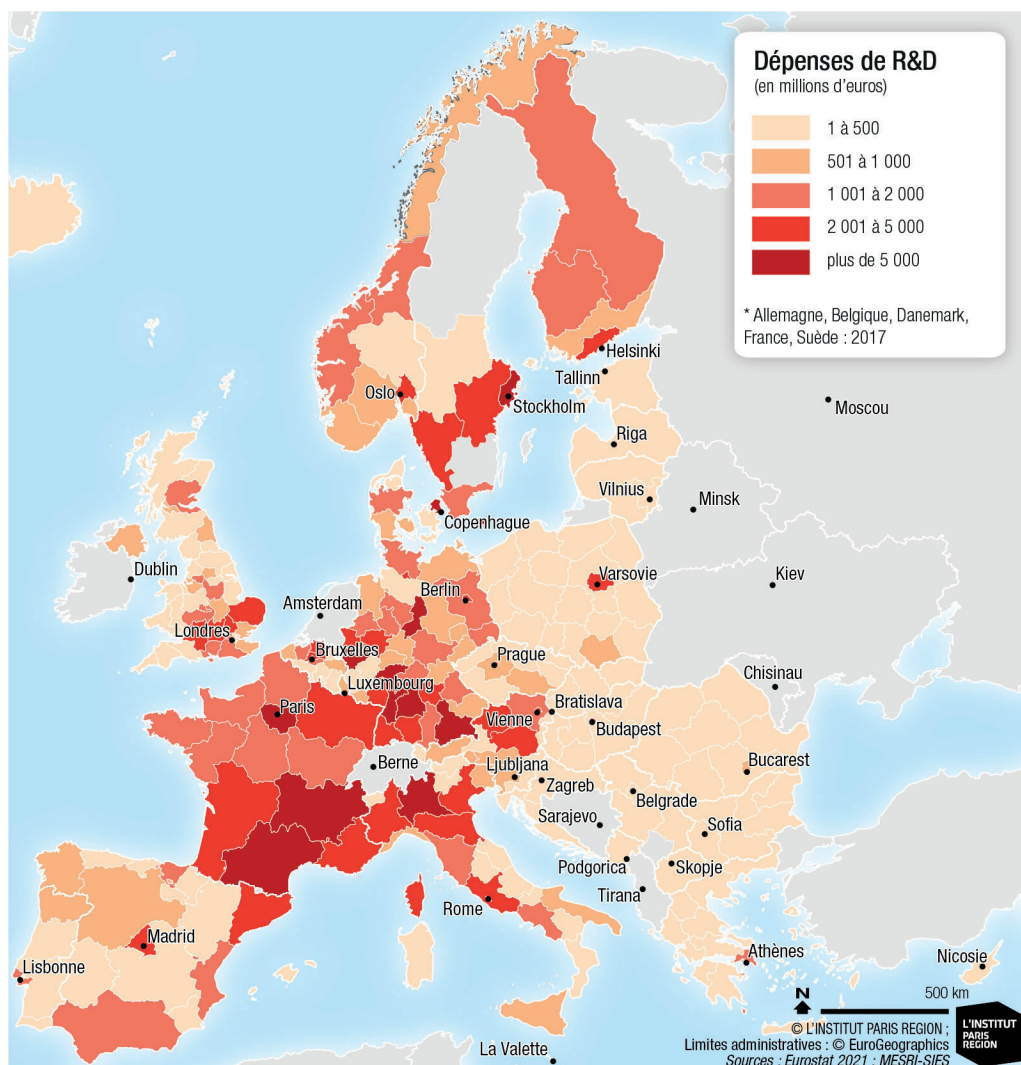 Dépenses de R&D
(en millions d'euros)
1 à 500
501 à 1 000
1 001 à 2 000
2 001 à 5 000
plus de 5 000
* Allemagne, Belgique, Danemark,
France, Suède : 2017
Helsinki
Tallinn
Oslo
Stockholm
Moscou
Riga
Vilnius
Minsk
Copenhague
Dublin
Varsovie
Kiev
Berlin
Amsterdam
Londres
Bruxelles
Prague
Luxembourg
Chisinau
Paris
Vienne
Bratislava
Budapest
Berne
Ljubljana
Bucarest
Zagreb
Belgrade
Sarajevo
Sofia
Podgorica
Skopje
Tirana
Rome
Madrid
Lisbonne
Athènes
Nicosie
La Valette
N
500 km
© L'INSTITUT PARIS REGION ;
Limites administratives : © EuroGeographics
Sources : Eurostat 2021 ; MESRI-SIES
L'INSTITUT
PARIS
REGION